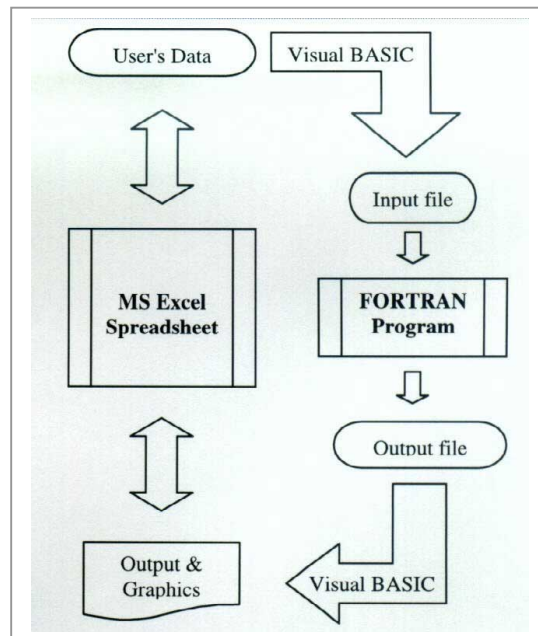 User's Data
Visual BASIC
Input file
MS Excel
Spreadsheet
FORTRAN
Program
Output file
Output &
Graphics
Visual BASIC